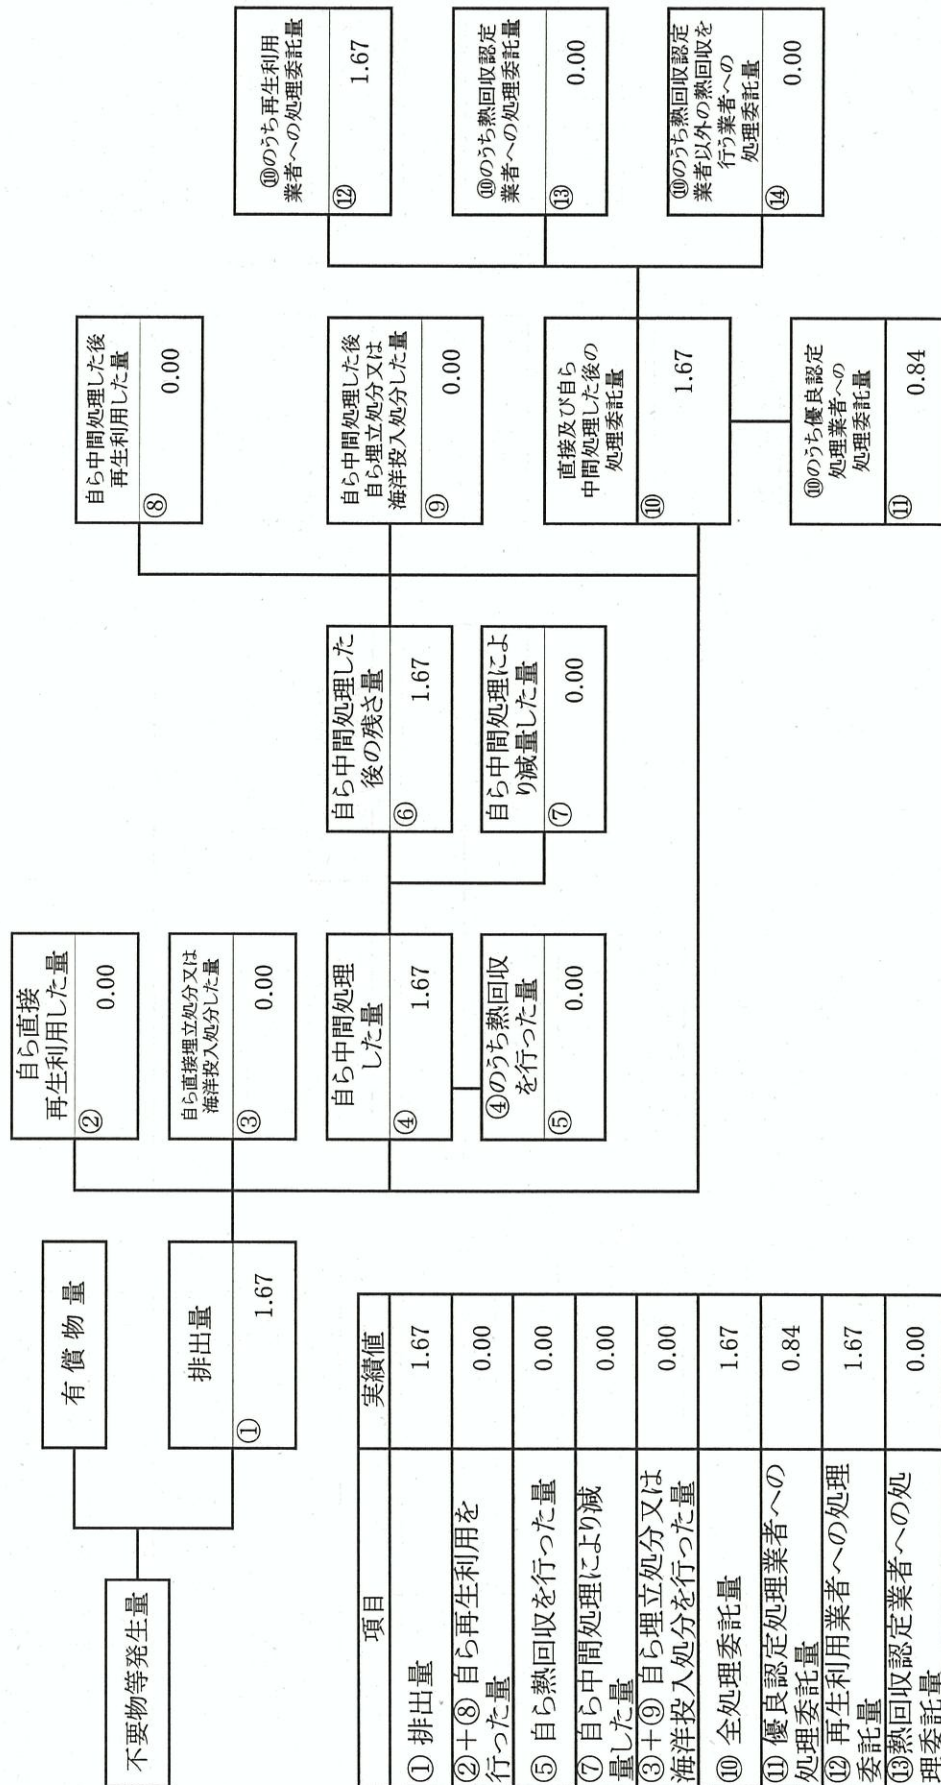 不要物等発生量
有償物量
排出量
① 1.67
自ら直接
再生利用した量
② 0.00
自ら直接埋立処分又は
海洋投入処分した量
③ 0.00
自ら中間処理
した量
④ 1.67
④のうち熱回収
を行った量
⑤ 0.00
自ら中間処理した
後の残さ量
⑥ 1.67
自ら中間処理によ
り減量した量
⑦ 0.00
自ら中間処理した後
再生利用した量
⑧ 0.00
自ら中間処理した後
自ら埋立処分又は
海洋投入処分した量
⑨ 0.00
直接及び自ら
中間処理した後の
処理委託量
⑩ 1.67
⑩のうち優良認定
処理業者への
処理委託量
⑪ 0.84
⑩のうち再生利用
業者への処理委託量
⑫ 1.67
⑩のうち熱回収認定
業者への処理委託量
⑬ 0.00
⑩のうち熱回収認定
業者以外の熱回収を
行う業者への
処理委託量
⑭ 0.00
項目 実績値
① 排出量 1.67
②+⑧ 自ら再生利用を
行った量 0.00
⑤ 自ら熱回収を行った量 0.00
⑦ 自ら中間処理により減
量した量 0.00
③+⑨ 自ら埋立処分又は
海洋投入処分を行った量 0.00
⑩ 全処理委託量 1.67
⑪ 優良認定処理業者への
処理委託量 0.84
⑫ 再生利用業者への処理
委託量 1.67
⑬熱回収認定業者への処
理委託量 0.00